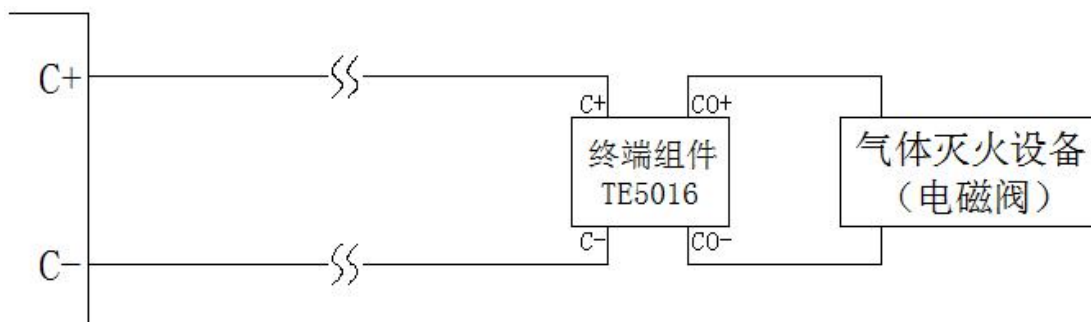 C+
C+
CO+
终端组件
TE5016
气体灭火设备
（电磁阀）
C-
C-
CO-